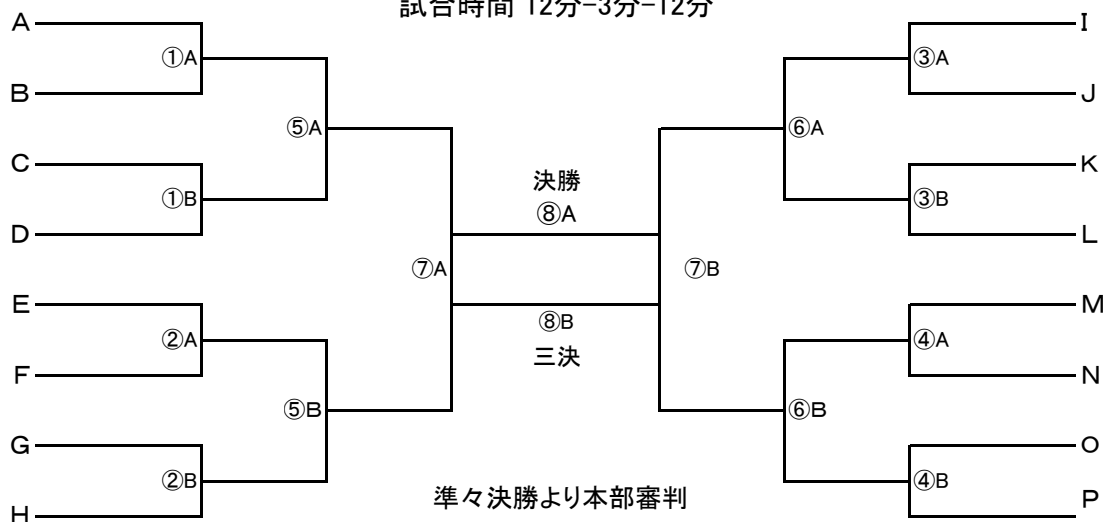 試合時間 12分-3分-12分
A
①A
B
⑤A
C
①B
D
⑦A
E
②A
F
⑤B
G
②B
H
決勝
⑧A
⑧B
三決
準々決勝より本部審判
I
③A
J
⑥A
K
③B
L
⑦B
M
④A
N
⑥B
O
④B
P